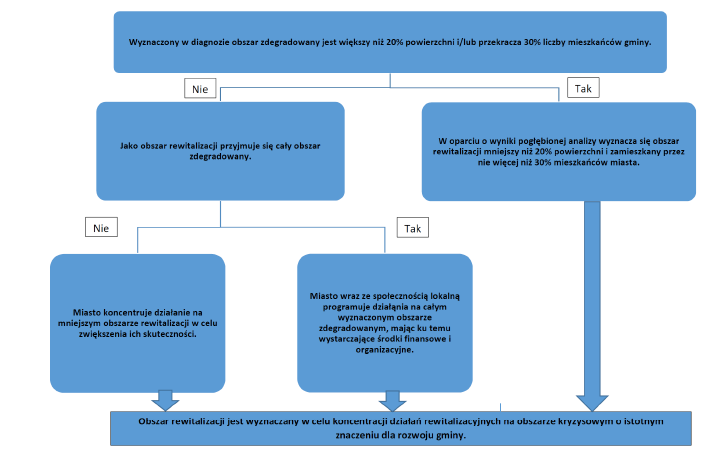 Wyznaczony w diagnozie obszar zdegradowany jest większy niż 20% powierzchni i/lub przekracza 30% liczby mieszkańców gminy.
Nie
Tak
Jako obszar rewitalizacji przyjmuje się cały obszar
zdegradowany.
W oparciu o wyniki pogłębionej analizy wyznacza się obszar
rewitalizacji mniejszy niż 20% powierzchni i zamieszkany przez
nie więcej niż 30% mieszkańców miasta.
Nie
Tak
Miasto koncentruje działanie na
mniejszym obszarze rewitalizacji w celu
zwiększenia ich skuteczności.
Miasto wraz ze społecznością lokalną
programuje działąnia na całym
wyznaczonym obszarze
zdegradowanym, mając ku temu
wystarczające środki finansowe i
organizacyjne.
Obszar rewitalizacji jest wyznaczany w celu koncentracji działań rewitalizacyjnych na obszarze kryzysowym o istotnym
znaczeniu dla rozwoju gminy.